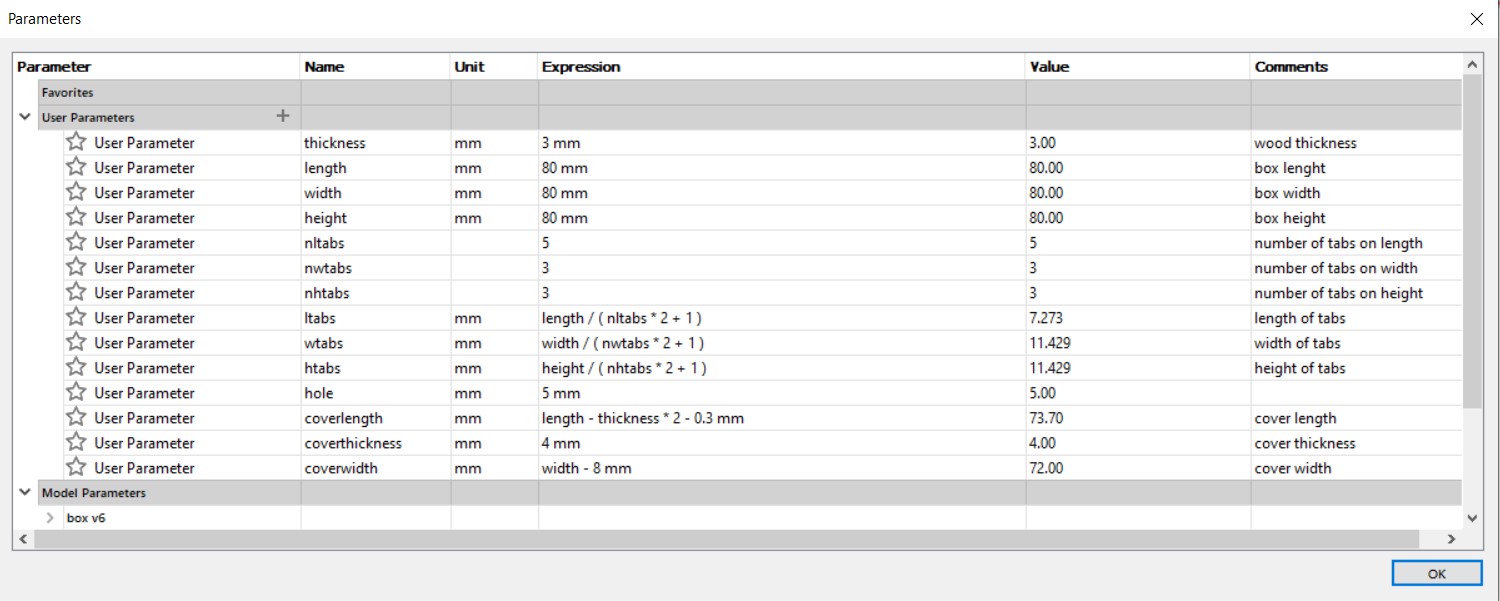 Parameters
Parameter Name Unit Expression Value Comments
Favorites
User Parameters +
User Parameter thickness mm 3 mm 3.00 wood thickness
User Parameter length mm 80 mm 80.00 box lenght
User Parameter width mm 80 mm 80.00 box width
User Parameter height mm 80 mm 80.00 box height
User Parameter nltabs 5 5 number of tabs on length
User Parameter nwtabs 3 3 number of tabs on width
User Parameter nhtabs 3 3 number of tabs on height
User Parameter ltabs mm length / ( nltabs * 2 + 1 ) 7.273 length of tabs
User Parameter wtabs mm width / ( nwtabs * 2 + 1 ) 11.429 width of tabs
User Parameter htabs mm height / ( nhtabs * 2 + 1 ) 11.429 height of tabs
User Parameter hole mm 5 mm 5.00
User Parameter coverlength mm length - thickness * 2 - 0.3 mm 73.70 cover length
User Parameter coverthickness mm 4 mm 4.00 cover thickness
User Parameter coverwidth mm width - 8 mm 72.00 cover width
Model Parameters
box v6
OK